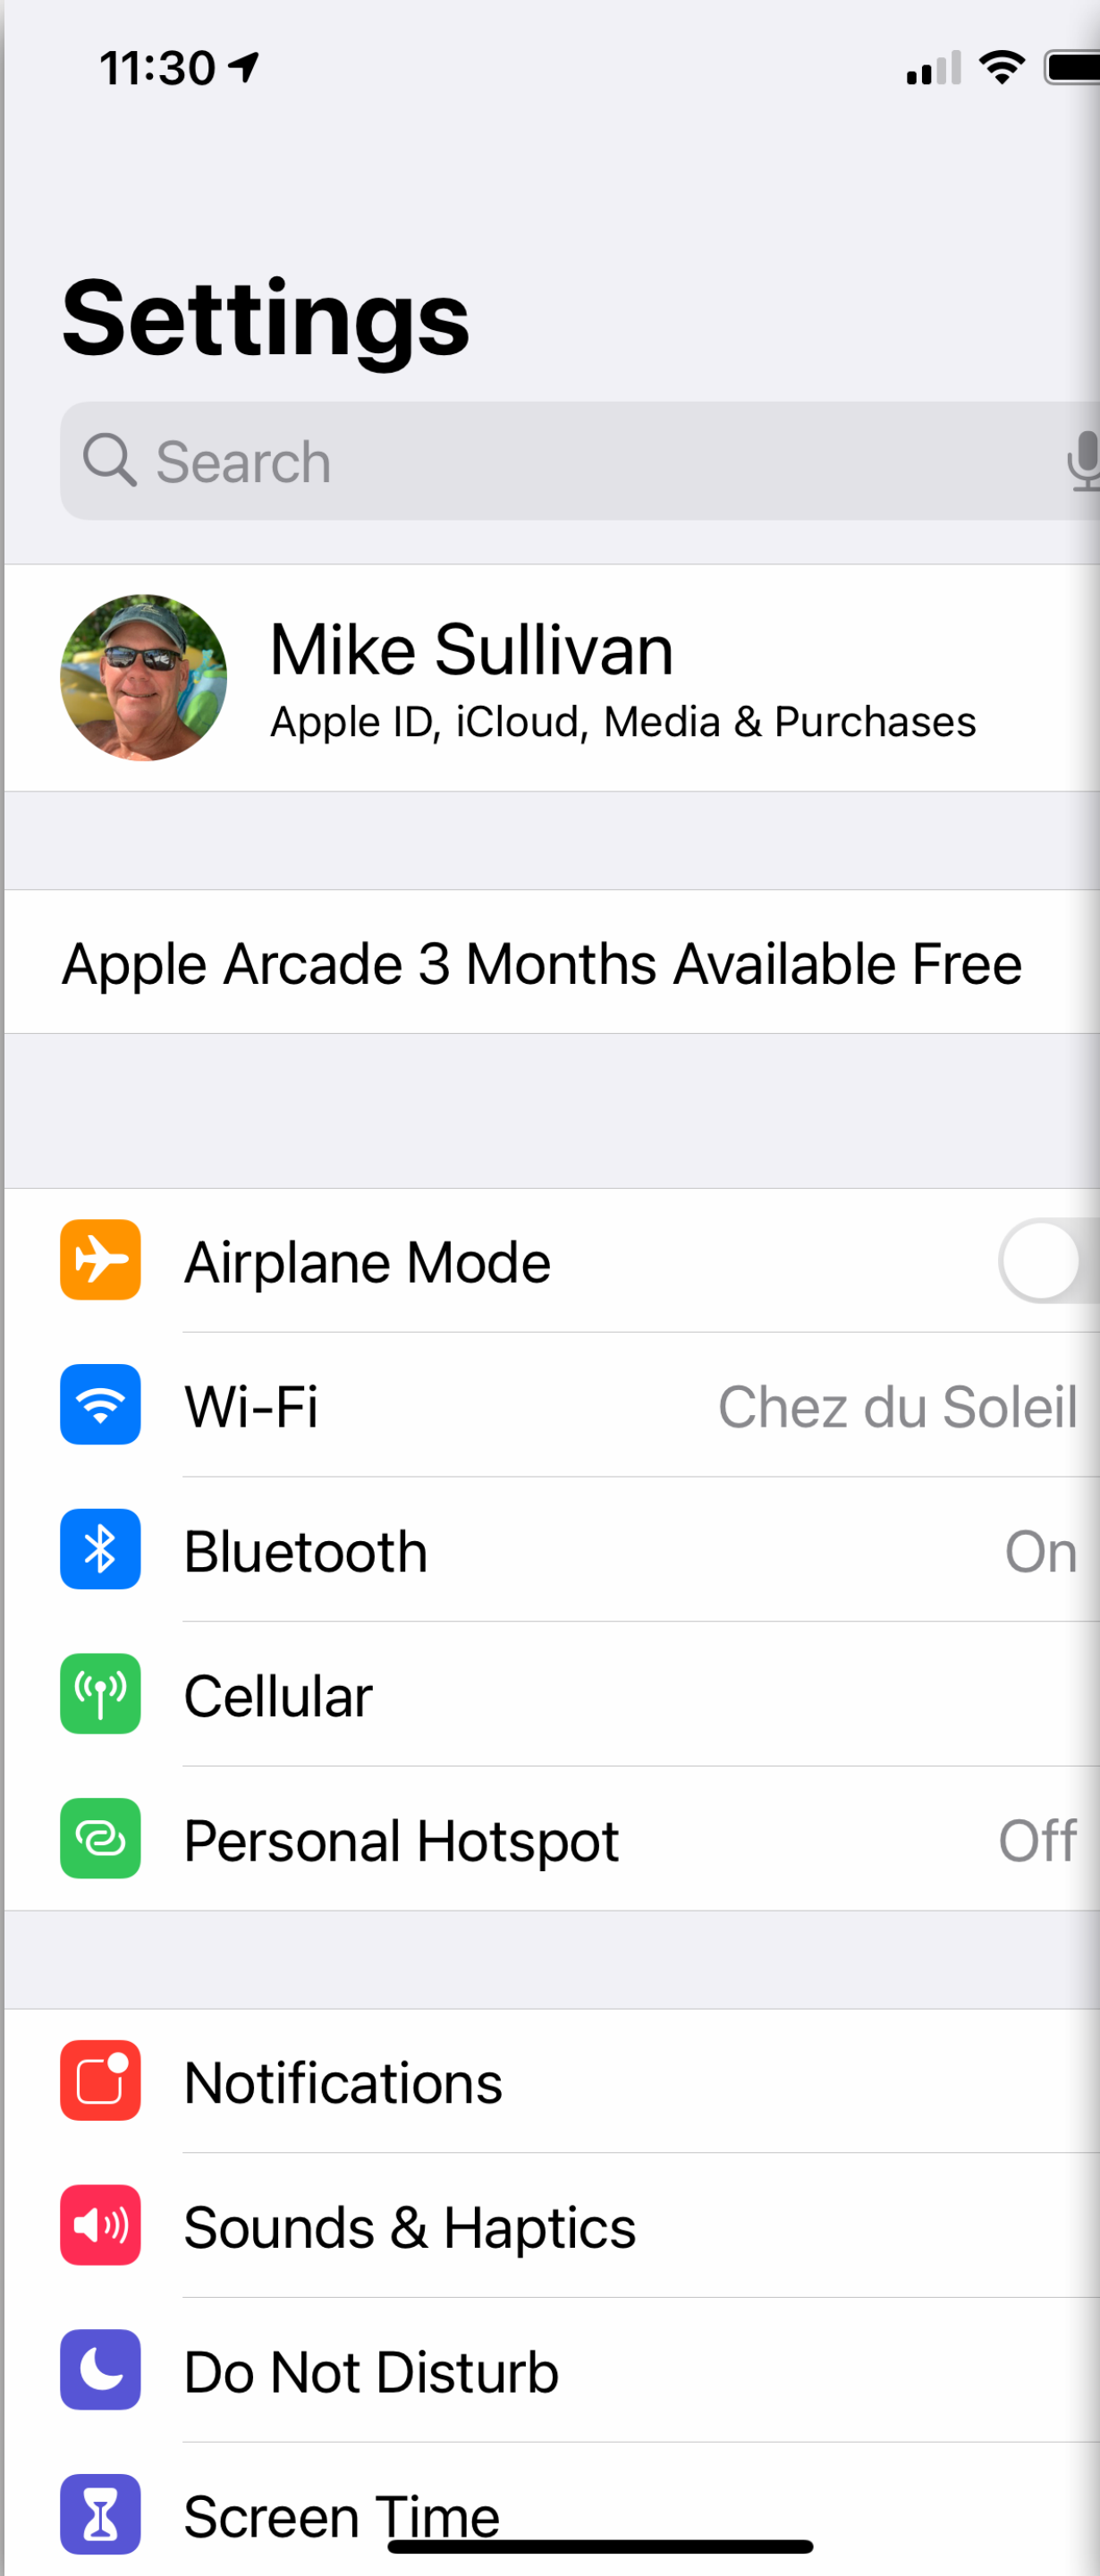 11:30
Settings
Search
Mike Sullivan
Apple ID, iCloud, Media & Purchases
Apple Arcade 3 Months Available Free
Airplane Mode
Wi-Fi Chez du Soleil
Bluetooth On
Cellular
Personal Hotspot Off
Notifications
Sounds & Haptics
Do Not Disturb
Screen Time